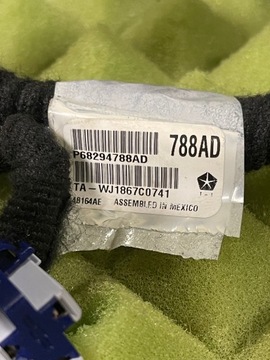 788AD
P68294788AD
TA-WJ1867C0741
48164AE ASSEMBLED IN MEXICO